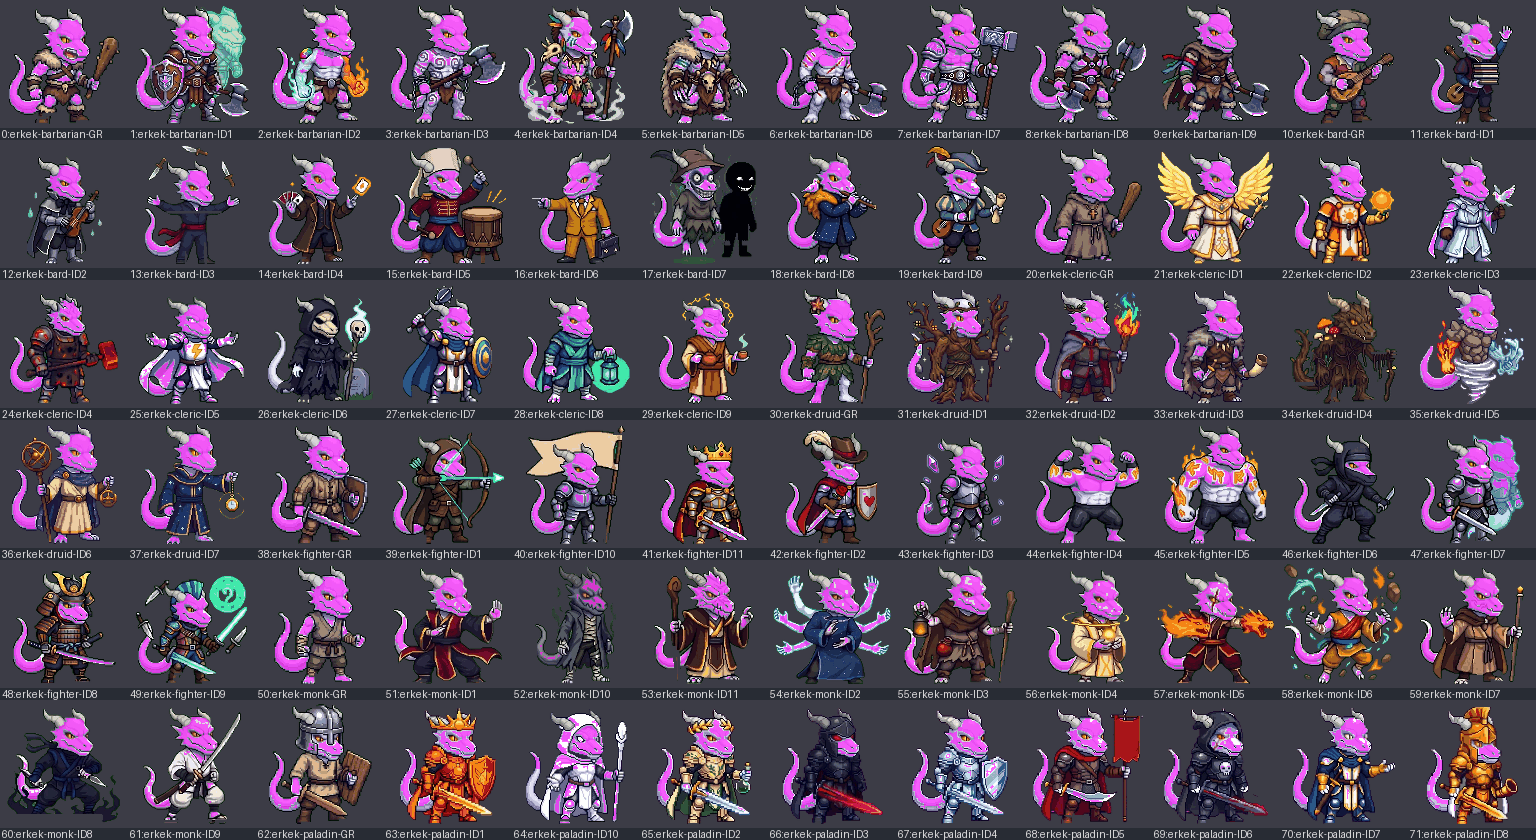 0:erkek-barbarian-GR
1:erkek-barbarian-ID1
2:erkek-barbarian-ID2
3:erkek-barbarian-ID3
4:erkek-barbarian-ID4
5:erkek-barbarian-ID5
6:erkek-barbarian-ID6
7:erkek-barbarian-ID7
8:erkek-barbarian-ID8
9:erkek-barbarian-ID9
10:erkek-bard-GR
11:erkek-bard-ID1
12:erkek-bard-ID2
13:erkek-bard-ID3
14:erkek-bard-ID4
15:erkek-bard-ID5
16:erkek-bard-ID6
17:erkek-bard-ID7
18:erkek-bard-ID8
19:erkek-bard-ID9
20:erkek-cleric-GR
21:erkek-cleric-ID1
22:erkek-cleric-ID2
23:erkek-cleric-ID3
24:erkek-cleric-ID4
25:erkek-cleric-ID5
26:erkek-cleric-ID6
27:erkek-cleric-ID7
28:erkek-cleric-ID8
29:erkek-cleric-ID9
30:erkek-druid-GR
31:erkek-druid-ID1
32:erkek-druid-ID2
33:erkek-druid-ID3
34:erkek-druid-ID4
35:erkek-druid-ID5
36:erkek-druid-ID6
37:erkek-druid-ID7
38:erkek-fighter-GR
39:erkek-fighter-ID1
40:erkek-fighter-ID10
41:erkek-fighter-ID11
42:erkek-fighter-ID2
43:erkek-fighter-ID3
44:erkek-fighter-ID4
45:erkek-fighter-ID5
46:erkek-fighter-ID6
47:erkek-fighter-ID7
48:erkek-fighter-ID8
49:erkek-fighter-ID9
50:erkek-monk-GR
51:erkek-monk-ID1
52:erkek-monk-ID10
53:erkek-monk-ID11
54:erkek-monk-ID2
55:erkek-monk-ID3
56:erkek-monk-ID4
57:erkek-monk-ID5
58:erkek-monk-ID6
59:erkek-monk-ID7
60:erkek-monk-ID8
61:erkek-monk-ID9
62:erkek-paladin-GR
63:erkek-paladin-ID1
64:erkek-paladin-ID10
65:erkek-paladin-ID2
66:erkek-paladin-ID3
67:erkek-paladin-ID4
68:erkek-paladin-ID5
69:erkek-paladin-ID6
70:erkek-paladin-ID7
71:erkek-paladin-ID8